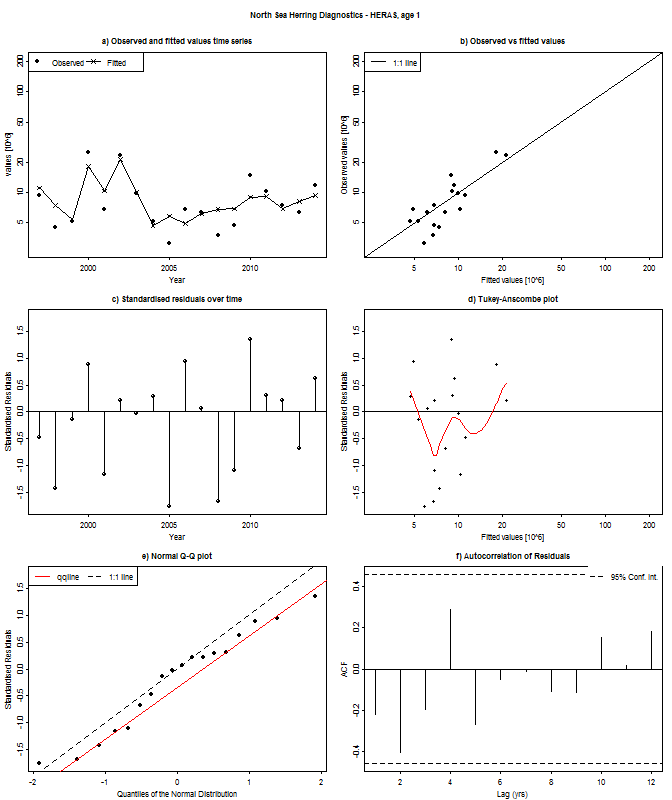 North Sea Herring Diagnostics - HERAS, age 1
a) Observed and fitted values time series
values [10^6]
200
100
50
20
10
5
Observed Fitted
2000 2005 2010
Year
b) Observed vs fitted values
Observed values [10^6]
200
100
50
20
10
5
1:1 line
5 10 20 50 100 200
Fitted values [10^6]
c) Standardised residuals over time
Standardised Residuals
1.5
1.0
0.5
0.0
-0.5
-1.0
-1.5
2000 2005 2010
Year
d) Tukey-Anscombe plot
Standardised Residuals
1.5
1.0
0.5
0.0
-0.5
-1.0
-1.5
5 10 20 50 100 200
Fitted values [10^6]
e) Normal Q-Q plot
Standardised Residuals
1.5
1.0
0.5
0.0
-0.5
-1.0
-1.5
qqline 1:1 line
-2 -1 0 1 2
Quantiles of the Normal Distribution
f) Autocorrelation of Residuals
ACF
0.4
0.2
0.0
-0.2
-0.4
95% Conf. Int.
2 4 6 8 10 12
Lag (yrs)